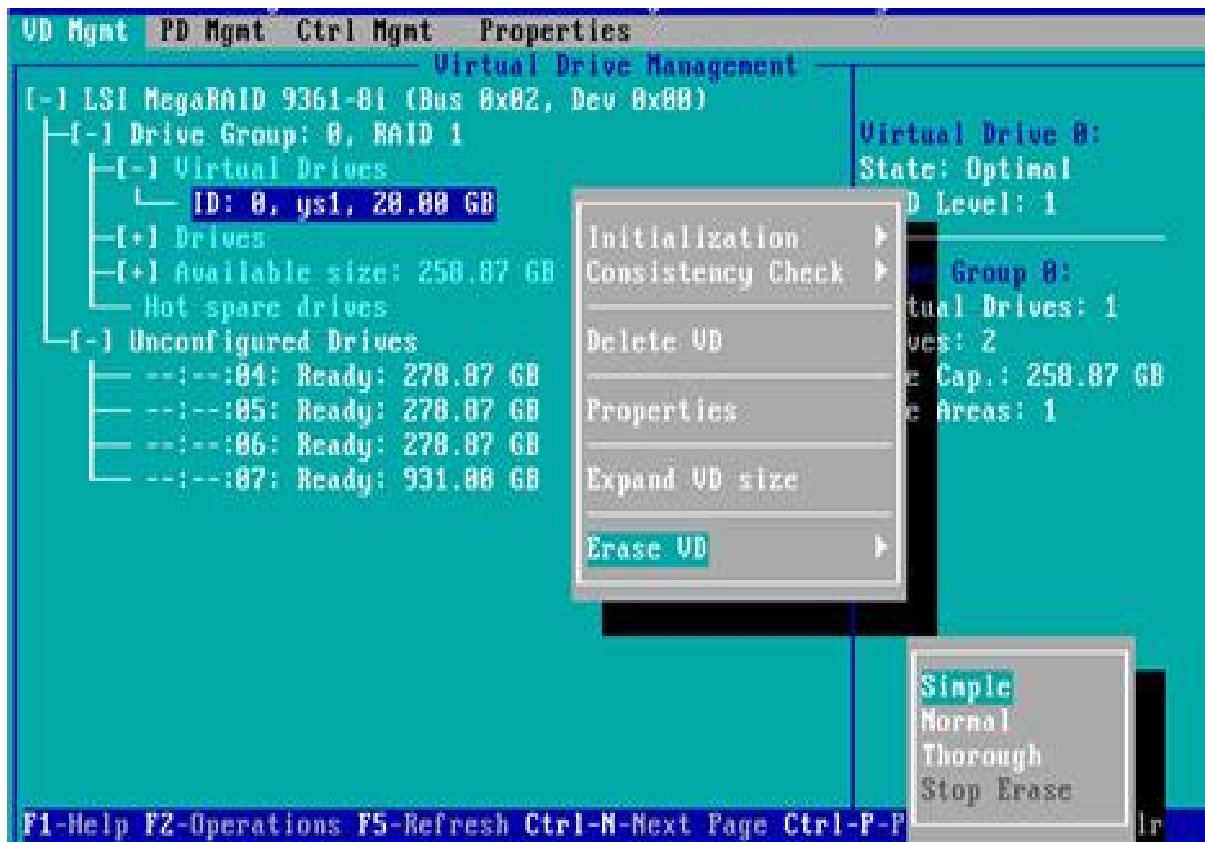 VD Mgmt PD Mgmt Ctrl Mgmt Properties
Virtual Drive Management
[-] LSI MegaRAID 9361-8i (Bus 0x02, Dev 0x00)
[-] Drive Group: 0, RAID 1
[-] Virtual Drives
ID: 0, ys1, 20.00 GB
[+] Drives
[+] Available size: 258.87 GB
Hot spare drives
[-] Unconfigured Drives
--:--:04: Ready: 278.87 GB
--:--:05: Ready: 278.87 GB
--:--:06: Ready: 278.87 GB
--:--:07: Ready: 931.00 GB
Initialization
Consistency Check
Delete VD
Properties
Expand VD size
Erase VD
Simple
Normal
Thorough
Stop Erase
Virtual Drive 0:
State: Optimal
D Level: 1
Group 0:
tual Drives: 1
ves: 2
Cap.: 258.87 GB
Areas: 1
F1-Help F2-Operations F5-Refresh Ctrl-N-Next Page Ctrl-P-P
lr